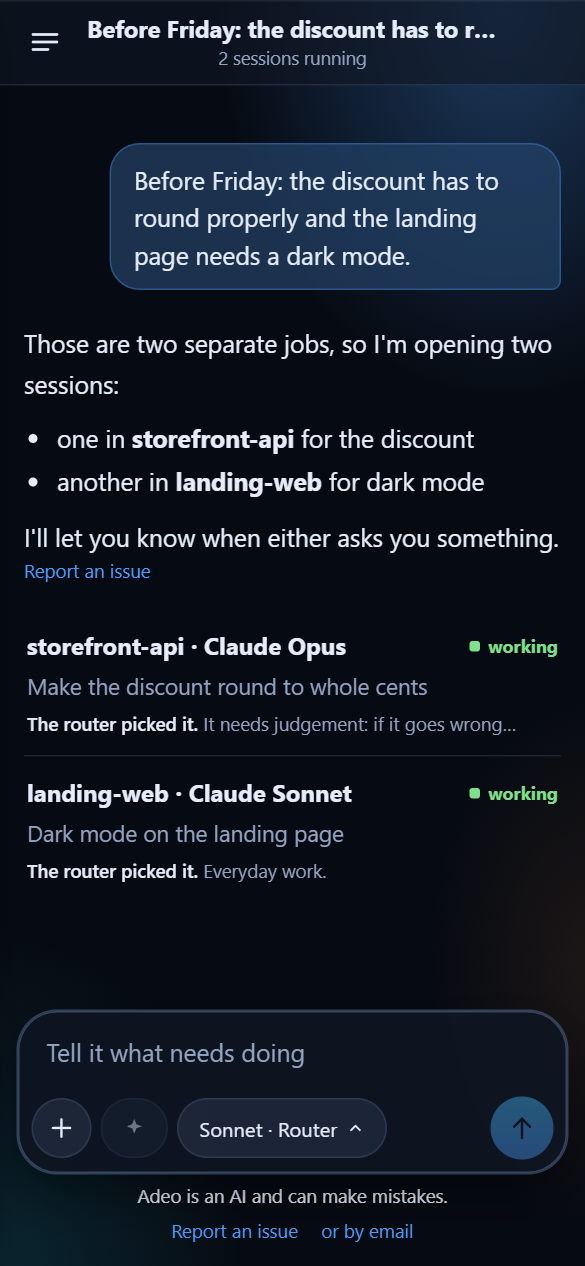 Before Friday: the discount has to r...
2 sessions running
Before Friday: the discount has to
round properly and the landing
page needs a dark mode.
Those are two separate jobs, so I'm opening two
sessions:
• one in storefront-api for the discount
• another in landing-web for dark mode
I'll let you know when either asks you something.
Report an issue
storefront-api · Claude Opus
working
Make the discount round to whole cents
The router picked it. It needs judgement: if it goes wrong...
landing-web · Claude Sonnet
working
Dark mode on the landing page
The router picked it. Everyday work.
Tell it what needs doing
Sonnet · Router
Adeo is an AI and can make mistakes.
Report an issue or by email